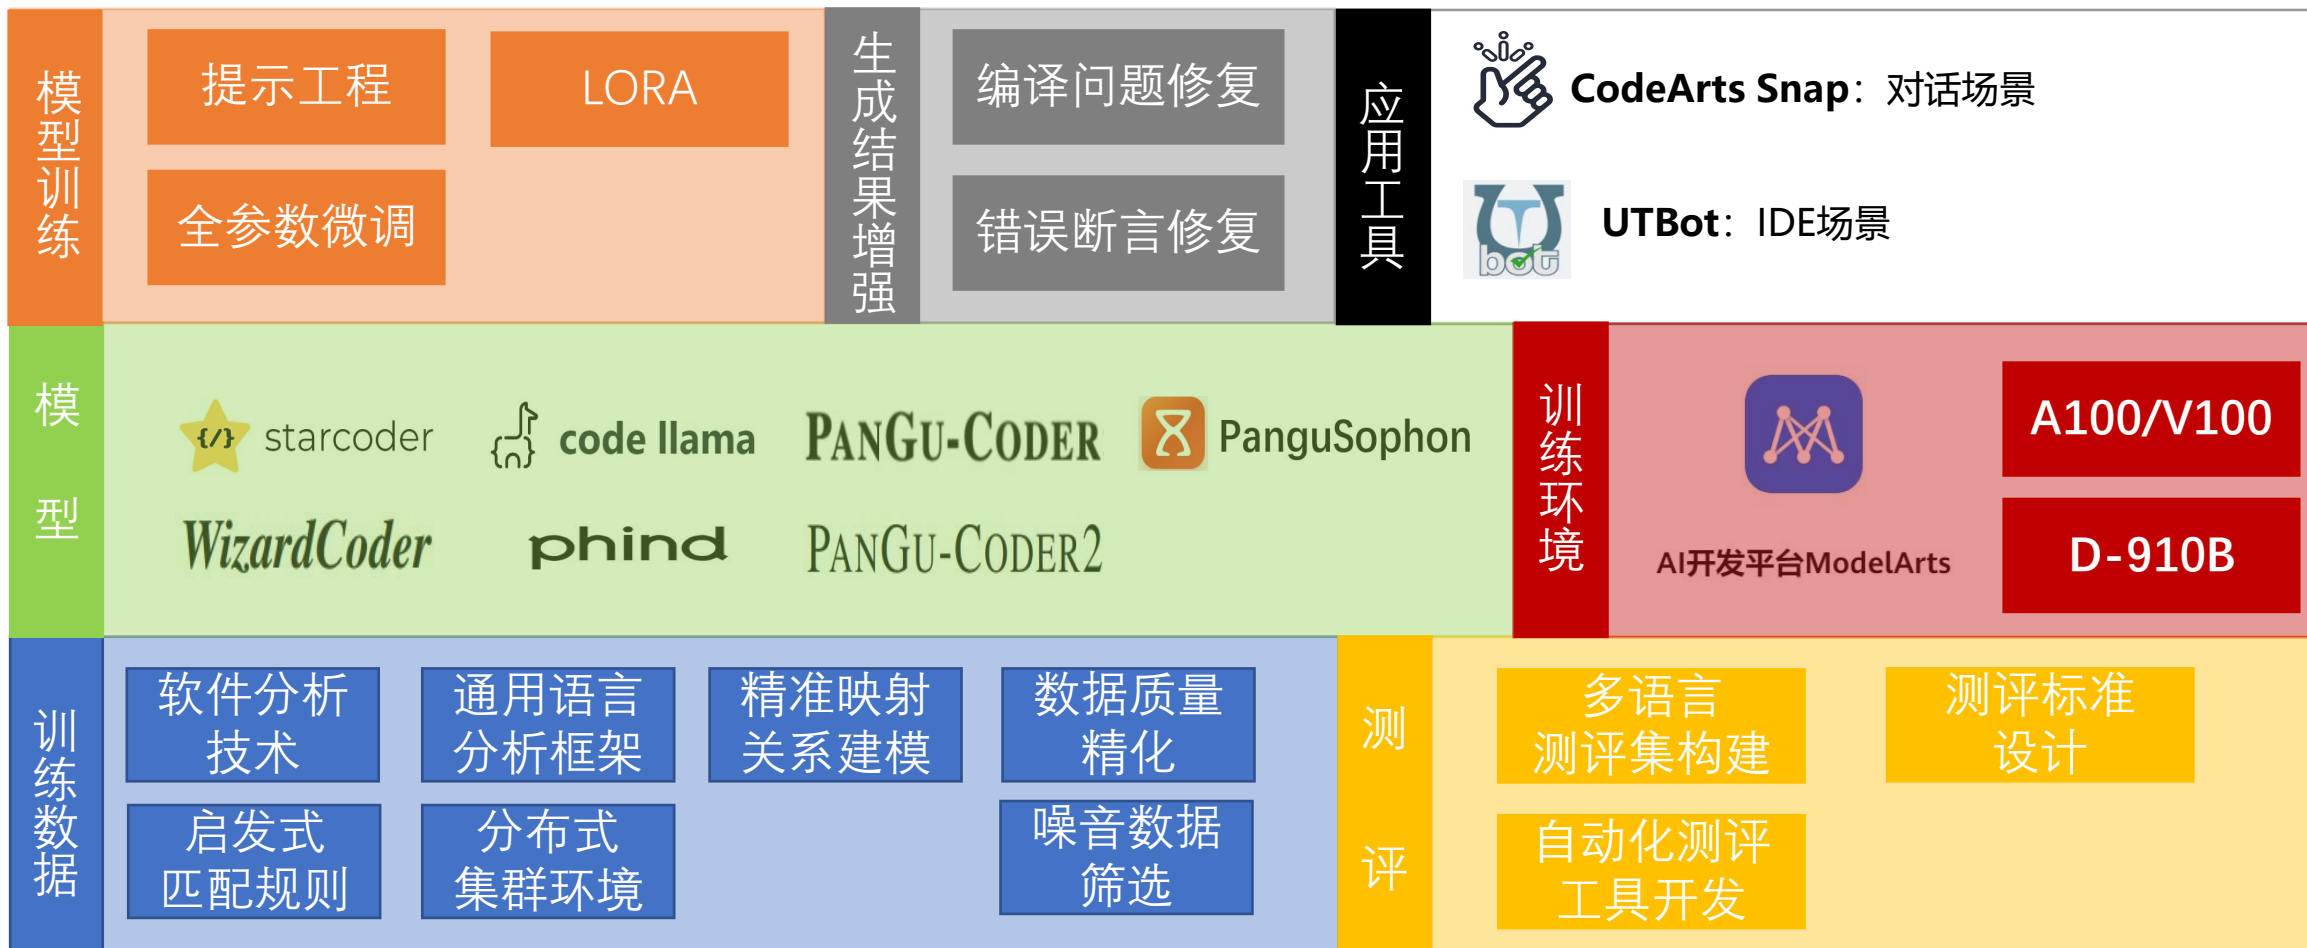 模型训练
提示工程
LORA
全参数微调
生成结果增强
编译问题修复
错误断言修复
应用工具
CodeArts Snap：对话场景
bot
UTBot：IDE场景
模型
{/} starcoder
code llama
PANGU-CODER
PanguSophon
WizardCoder
phind
PANGU-CODER2
训练环境
AI开发平台ModelArts
A100/V100
D-910B
训练数据
软件分析
技术
通用语言
分析框架
精准映射
关系建模
数据质量
精化
启发式
匹配规则
分布式
集群环境
噪音数据
筛选
测评
多语言
测评集构建
测评标准
设计
自动化测评
工具开发